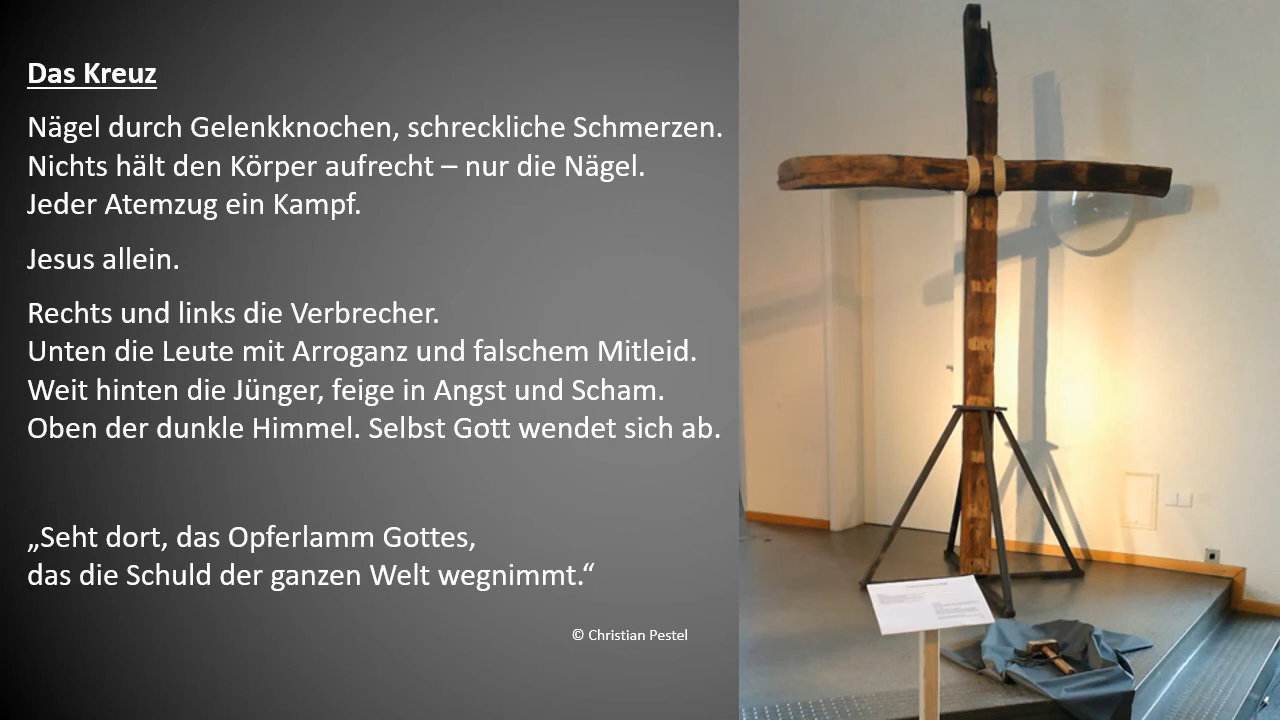 Das Kreuz
Nägel durch Gelenkknochen, schreckliche Schmerzen.
Nichts hält den Körper aufrecht – nur die Nägel.
Jeder Atemzug ein Kampf.
Jesus allein.
Rechts und links die Verbrecher.
Unten die Leute mit Arroganz und falschem Mitleid.
Weit hinten die Jünger, feige in Angst und Scham.
Oben der dunkle Himmel. Selbst Gott wendet sich ab.
„Seht dort, das Opferlamm Gottes,
das die Schuld der ganzen Welt wegnimmt.“
© Christian Pestel